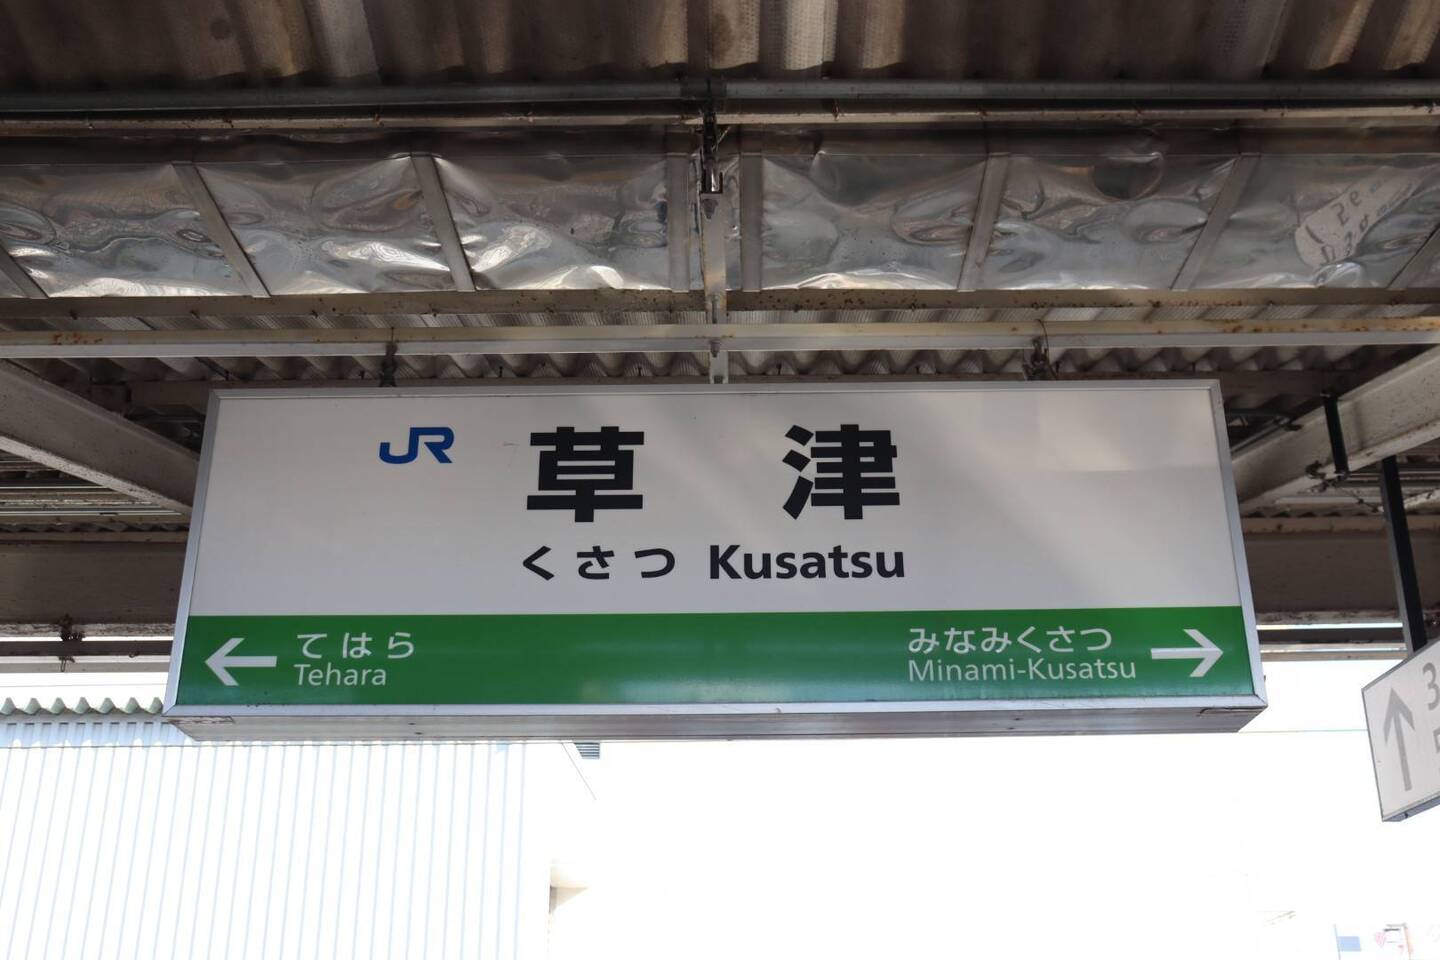 JR
草津
くさつ Kusatsu
← てはら
Tehara
みなみくさつ →
Minami-Kusatsu
↑
3